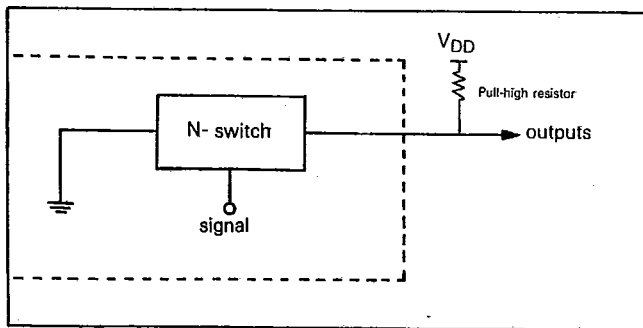 VDD
Pull-high resistor
N- switch
outputs
signal